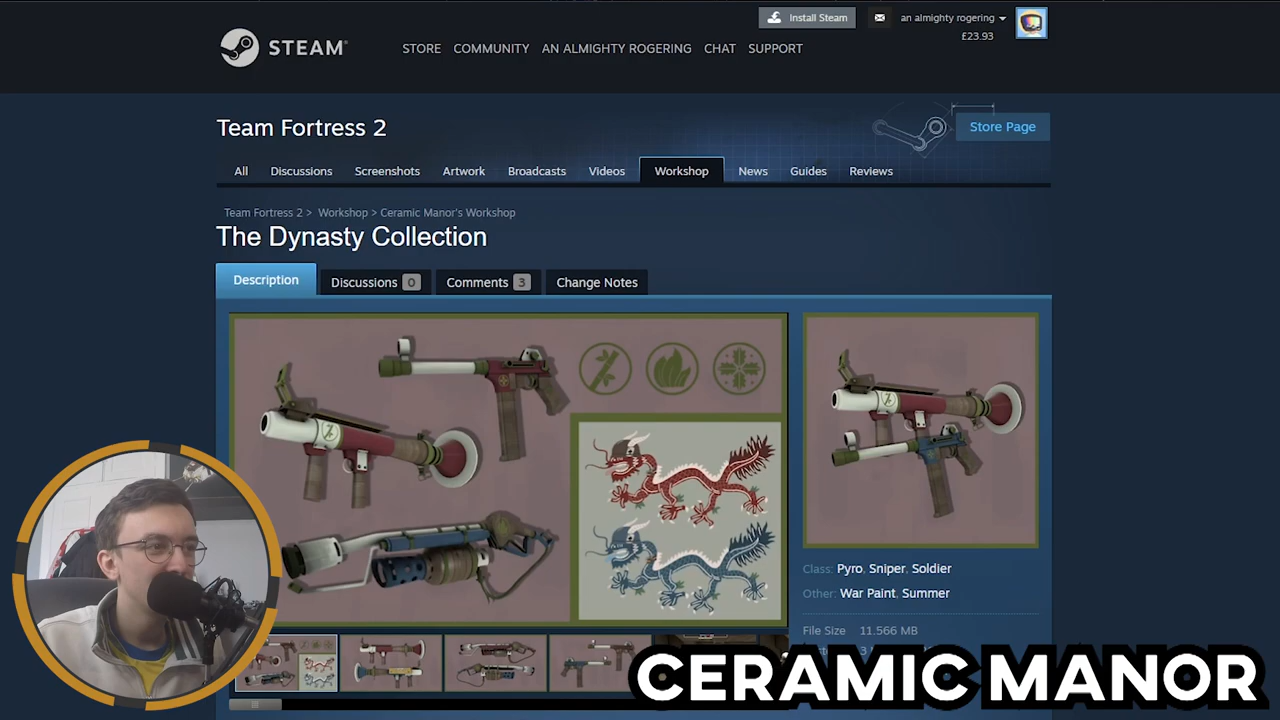 Install Steam
an almighty rogering
£23.93
STEAM®
STORE COMMUNITY AN ALMIGHTY ROGERING CHAT SUPPORT
Team Fortress 2
Store Page
All Discussions Screenshots Artwork Broadcasts Videos Workshop News Guides Reviews
Team Fortress 2 > Workshop > Ceramic Manor's Workshop
The Dynasty Collection
Description Discussions 0 Comments 3 Change Notes
Class: Pyro, Sniper, Soldier
Other: War Paint, Summer
File Size 11.566 MB
CERAMIC MANOR